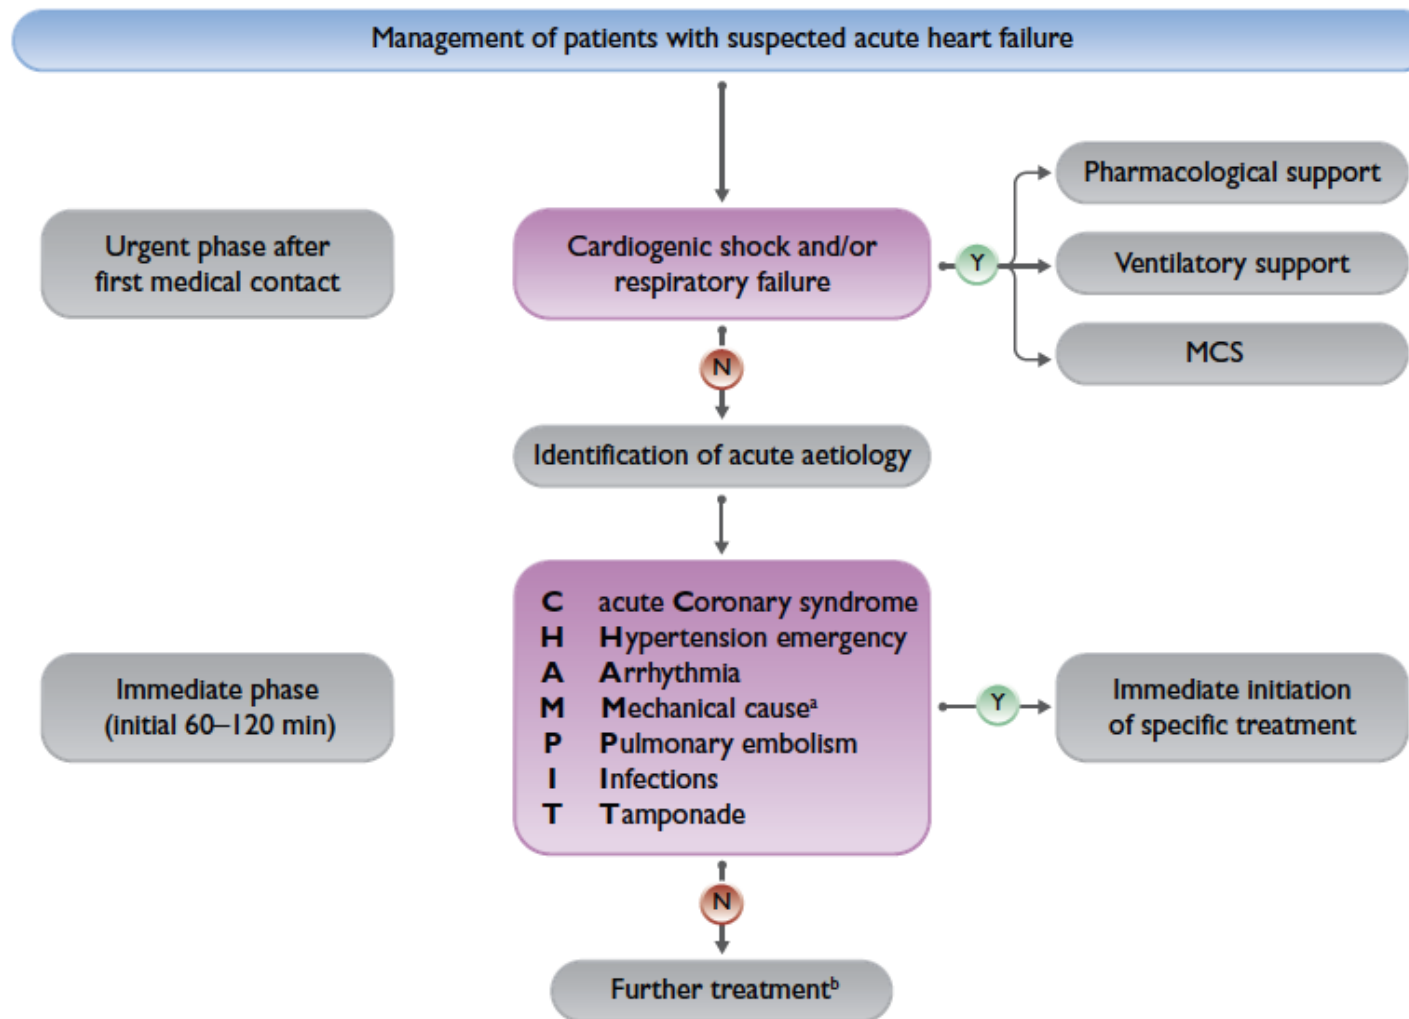 Management of patients with suspected acute heart failure
Urgent phase after
first medical contact
Cardiogenic shock and/or
respiratory failure
Y
Pharmacological support
Ventilatory support
MCS
N
Identification of acute aetiology
Immediate phase
(initial 60–120 min)
C acute Coronary syndrome
H Hypertension emergency
A Arrhythmia
M Mechanical causeᵃ
P Pulmonary embolism
I Infections
T Tamponade
Y
Immediate initiation
of specific treatment
N
Further treatmentᵇ